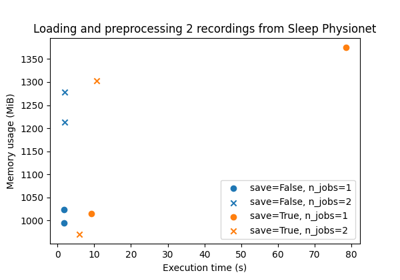 Loading and preprocessing 2 recordings from Sleep Physionet
Memory usage (MiB)
1350
1300
1250
1200
1150
1100
1050
1000
save=False, n_jobs=1
save=False, n_jobs=2
save=True, n_jobs=1
save=True, n_jobs=2
0 10 20 30 40 50 60 70 80
Execution time (s)